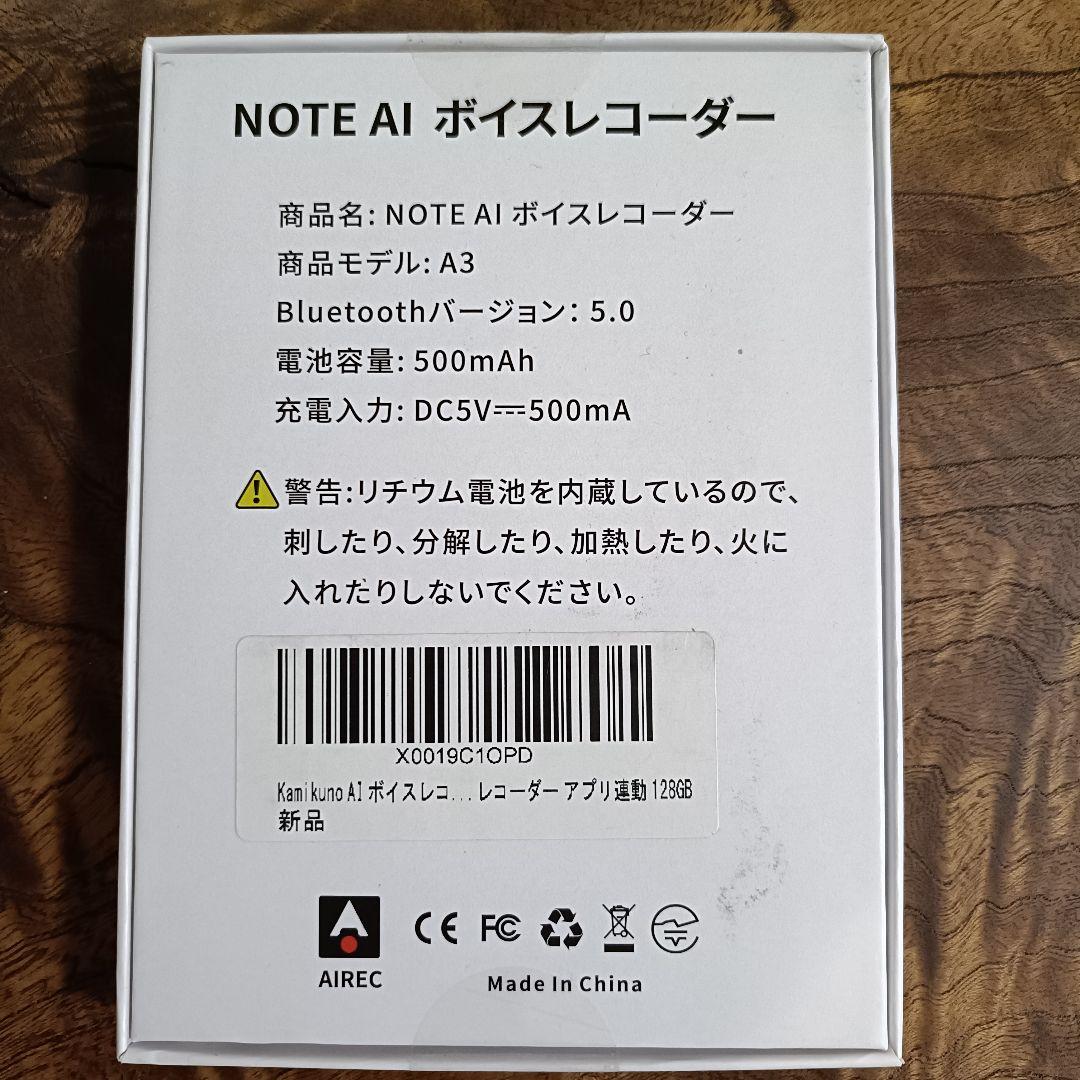 NOTE AI ボイスレコーダー
商品名: NOTE AI ボイスレコーダー
商品モデル: A3
Bluetoothバージョン: 5.0
電池容量: 500mAh
充電入力: DC5V⎓500mA
警告:リチウム電池を内蔵しているので、
刺したり、分解したり、加熱したり、火に
入れたりしないでください。
X0019C1OPD
Kamikuno AI ボイスレコ...レコーダー アプリ連動 128GB
新品
CE FC
AIREC
Made In China